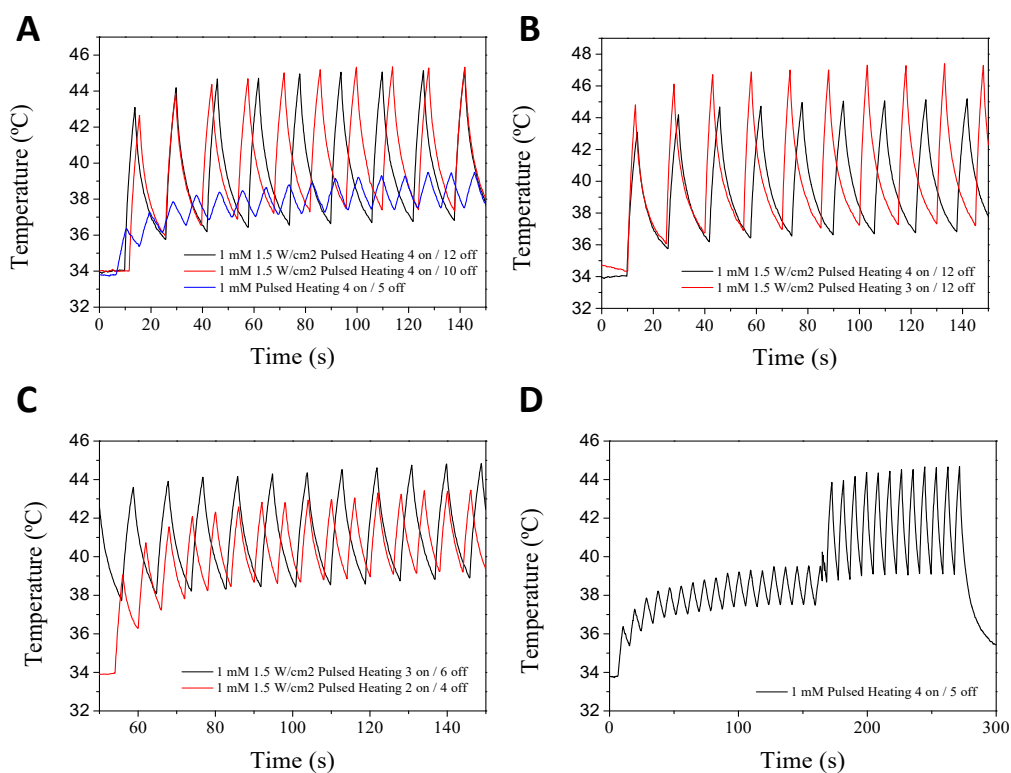 A
B
46
44
42
40
38
36
34
32
0 20 40 60 80 100 120 140
Temperature (ºC)
Time (s)
1 mM 1.5 W/cm2 Pulsed Heating 4 on / 12 off
1 mM 1.5 W/cm2 Pulsed Heating 4 on / 10 off
1 mM Pulsed Heating 4 on / 5 off
48
46
44
42
40
38
36
34
32
0 20 40 60 80 100 120 140
Temperature (ºC)
Time (s)
1 mM 1.5 W/cm2 Pulsed Heating 4 on / 12 off
1 mM 1.5 W/cm2 Pulsed Heating 3 on / 12 off
C
D
46
44
42
40
38
36
34
32
60 80 100 120 140
Temperature (ºC)
Time (s)
1 mM 1.5 W/cm2 Pulsed Heating 3 on / 6 off
1 mM 1.5 W/cm2 Pulsed Heating 2 on / 4 off
46
44
42
40
38
36
34
32
0 100 200 300
Temperature (ºC)
Time (s)
1 mM Pulsed Heating 4 on / 5 off